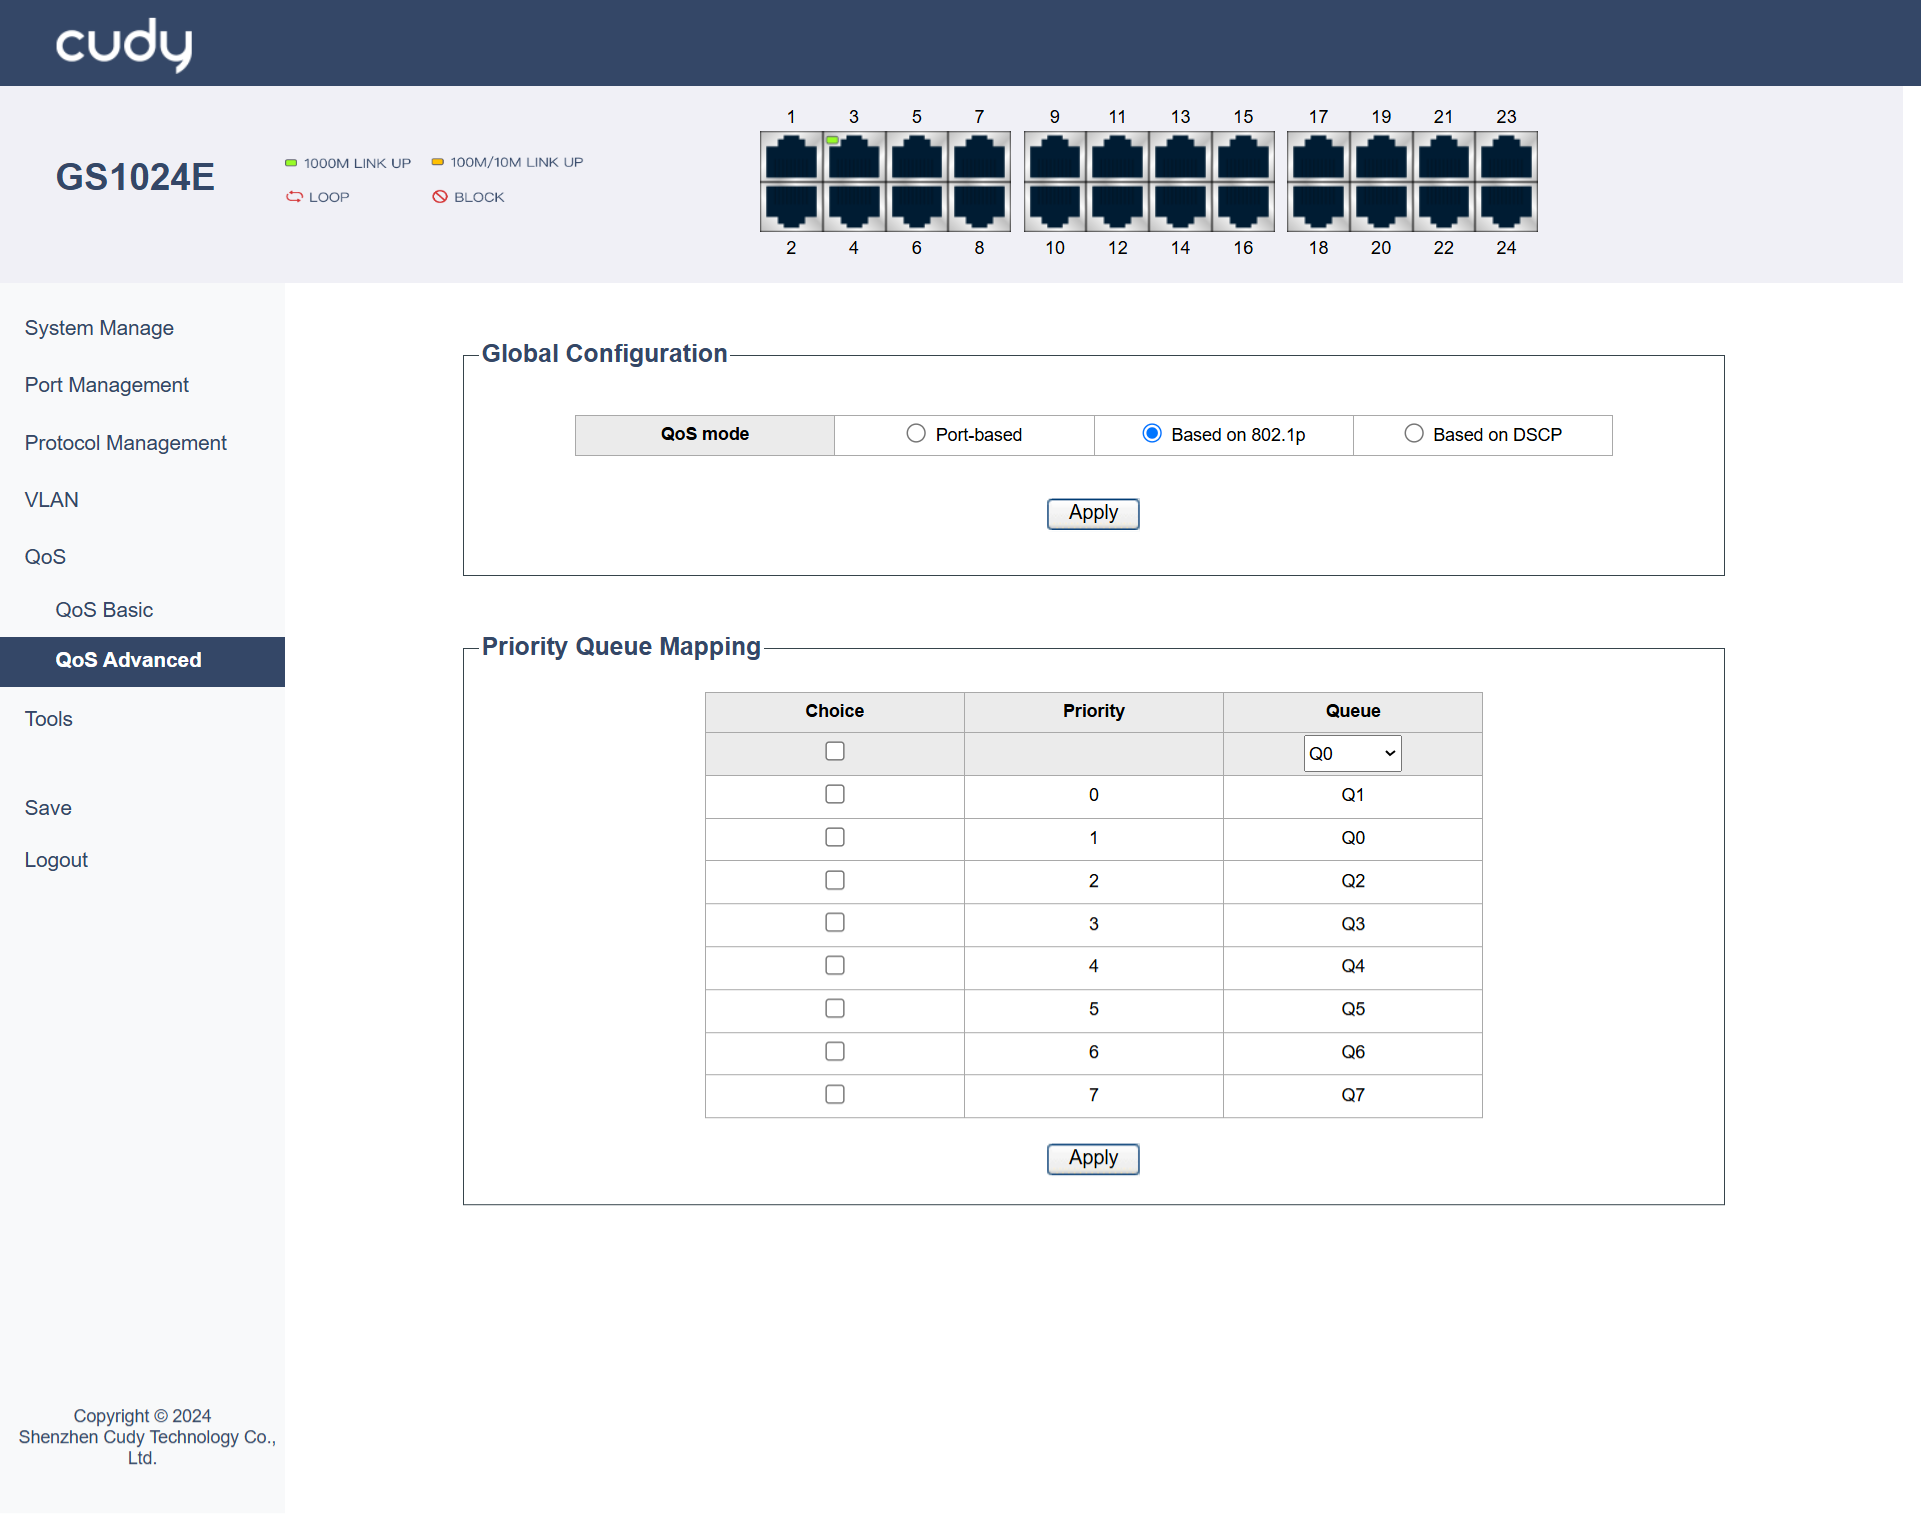 cudy
GS1024E
1000M LINK UP
100M/10M LINK UP
LOOP
BLOCK
1 3 5 7 9 11 13 15 17 19 21 23
2 4 6 8 10 12 14 16 18 20 22 24
System Manage
Port Management
Protocol Management
VLAN
QoS
QoS Basic
QoS Advanced
Tools
Save
Logout
Copyright © 2024
Shenzhen Cudy Technology Co.,
Ltd.
Global Configuration
QoS mode Port-based Based on 802.1p Based on DSCP
Apply
Priority Queue Mapping
Choice Priority Queue
Q0
0 Q1
1 Q0
2 Q2
3 Q3
4 Q4
5 Q5
6 Q6
7 Q7
Apply